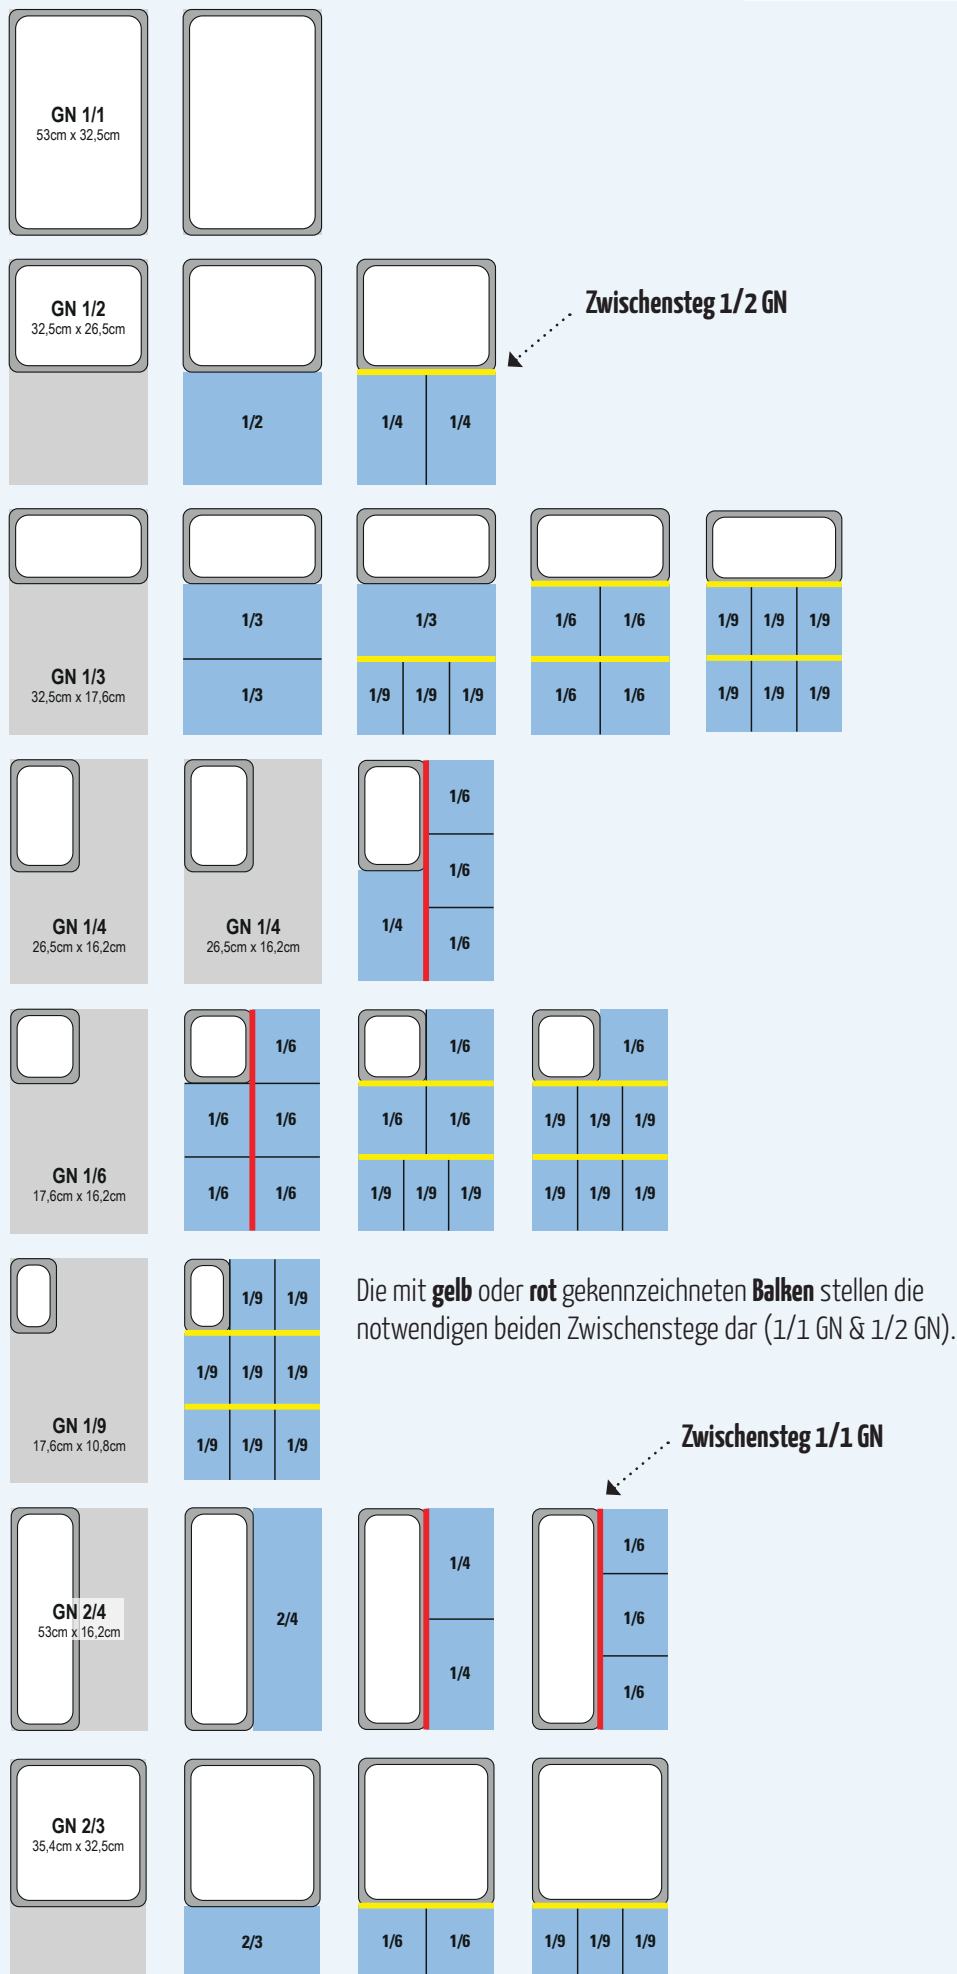 GN 1/1
53cm x 32,5cm
GN 1/2
32,5cm x 26,5cm
Zwischensteg 1/2 GN
1/2
1/4 1/4
1/3
1/3
1/6 1/6
1/9 1/9 1/9
GN 1/3
32,5cm x 17,6cm
1/3
1/9 1/9 1/9
1/6 1/6
1/9 1/9 1/9
1/6
1/6
1/4
1/6
GN 1/4
26,5cm x 16,2cm
GN 1/4
26,5cm x 16,2cm
1/6
1/6
1/6
1/6 1/6
1/6 1/6
1/9 1/9 1/9
GN 1/6
17,6cm x 16,2cm
1/6 1/6
1/9 1/9 1/9
1/9 1/9 1/9
1/9 1/9
Die mit gelb oder rot gekennzeichneten Balken stellen die
notwendigen beiden Zwischenstege dar (1/1 GN & 1/2 GN).
1/9 1/9 1/9
GN 1/9
17,6cm x 10,8cm
1/9 1/9 1/9
Zwischensteg 1/1 GN
GN 2/4
53cm x 16,2cm
2/4
1/4
1/4
1/6
1/6
1/6
GN 2/3
35,4cm x 32,5cm
2/3
1/6 1/6
1/9 1/9 1/9